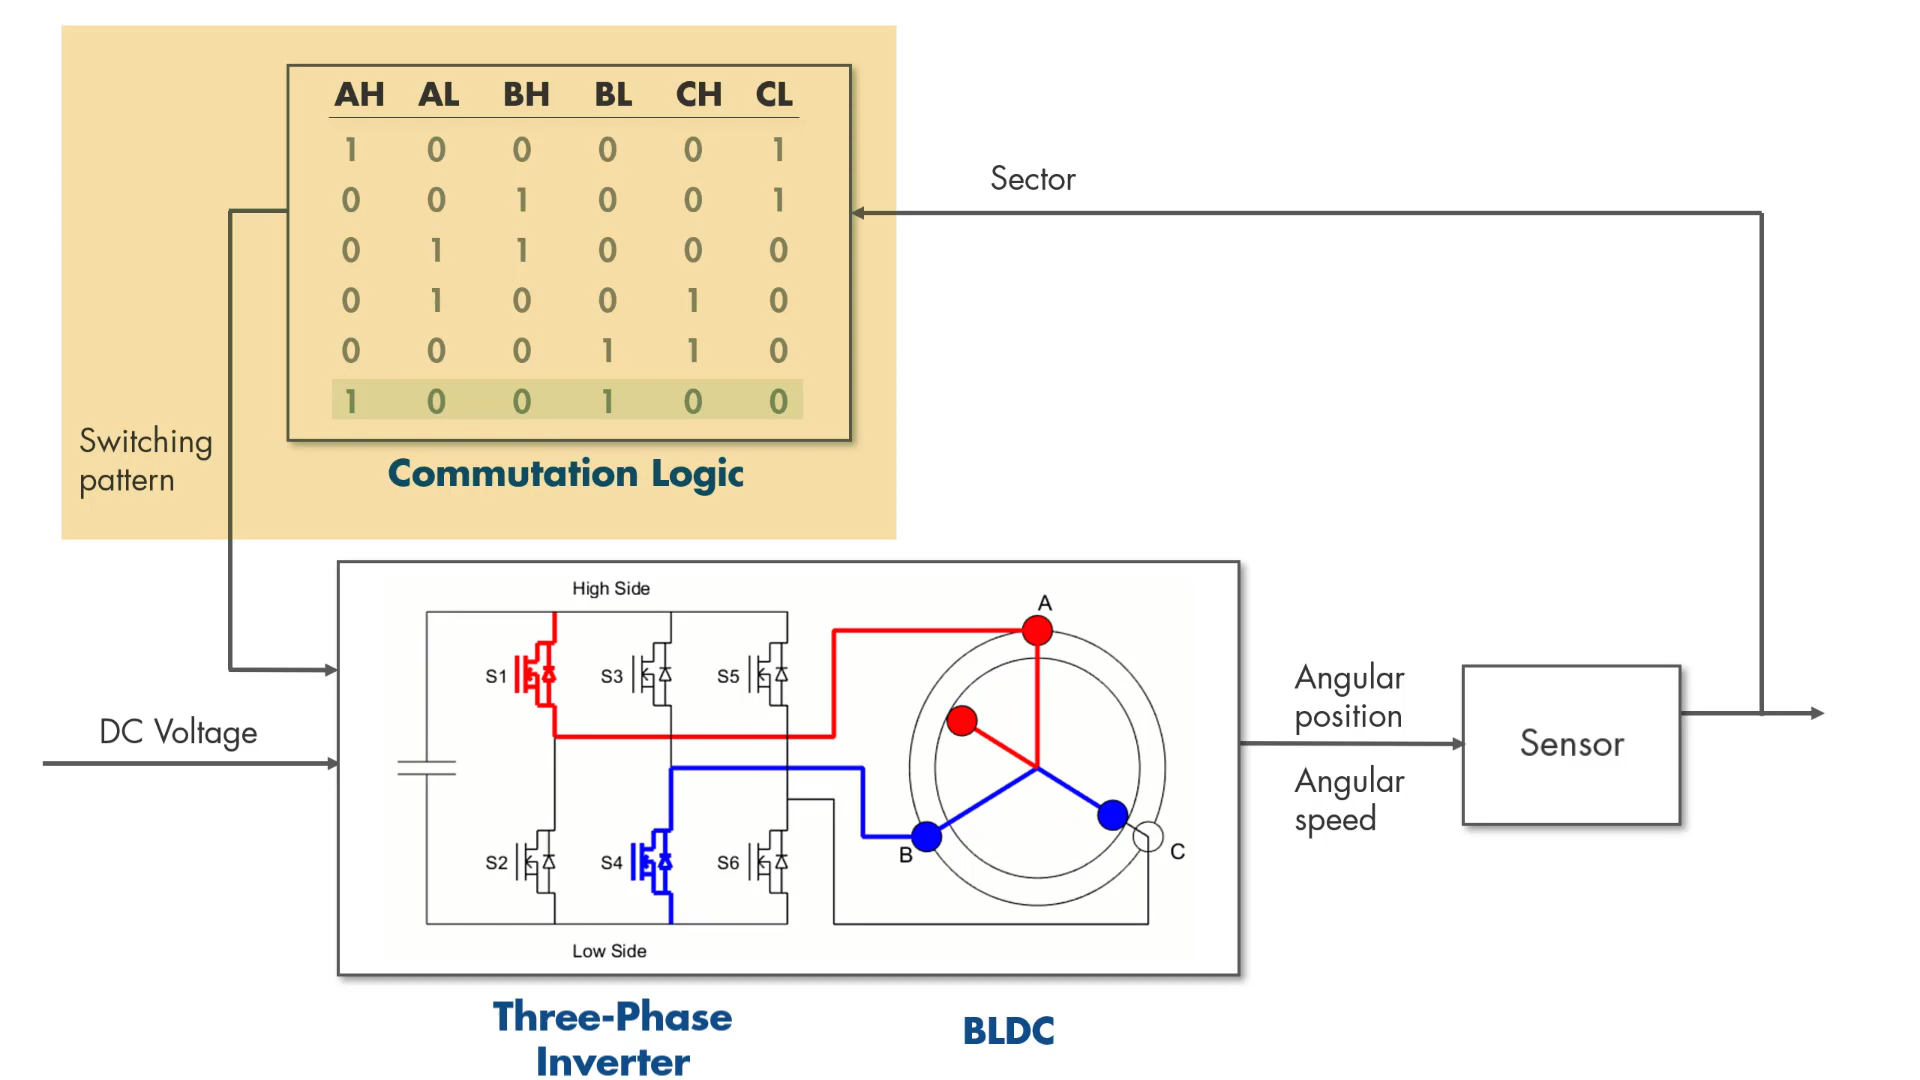 AH AL BH BL CH CL
1 0 0 0 0 1
0 0 1 0 0 1
0 1 1 0 0 0
0 1 0 0 1 0
0 0 0 1 1 0
1 0 0 1 0 0
Commutation Logic
Switching
pattern
Sector
DC Voltage
High Side
S1 S3 S5
S2 S4 S6
Low Side
A
B
C
Three-Phase
Inverter
BLDC
Angular
position
Angular
speed
Sensor